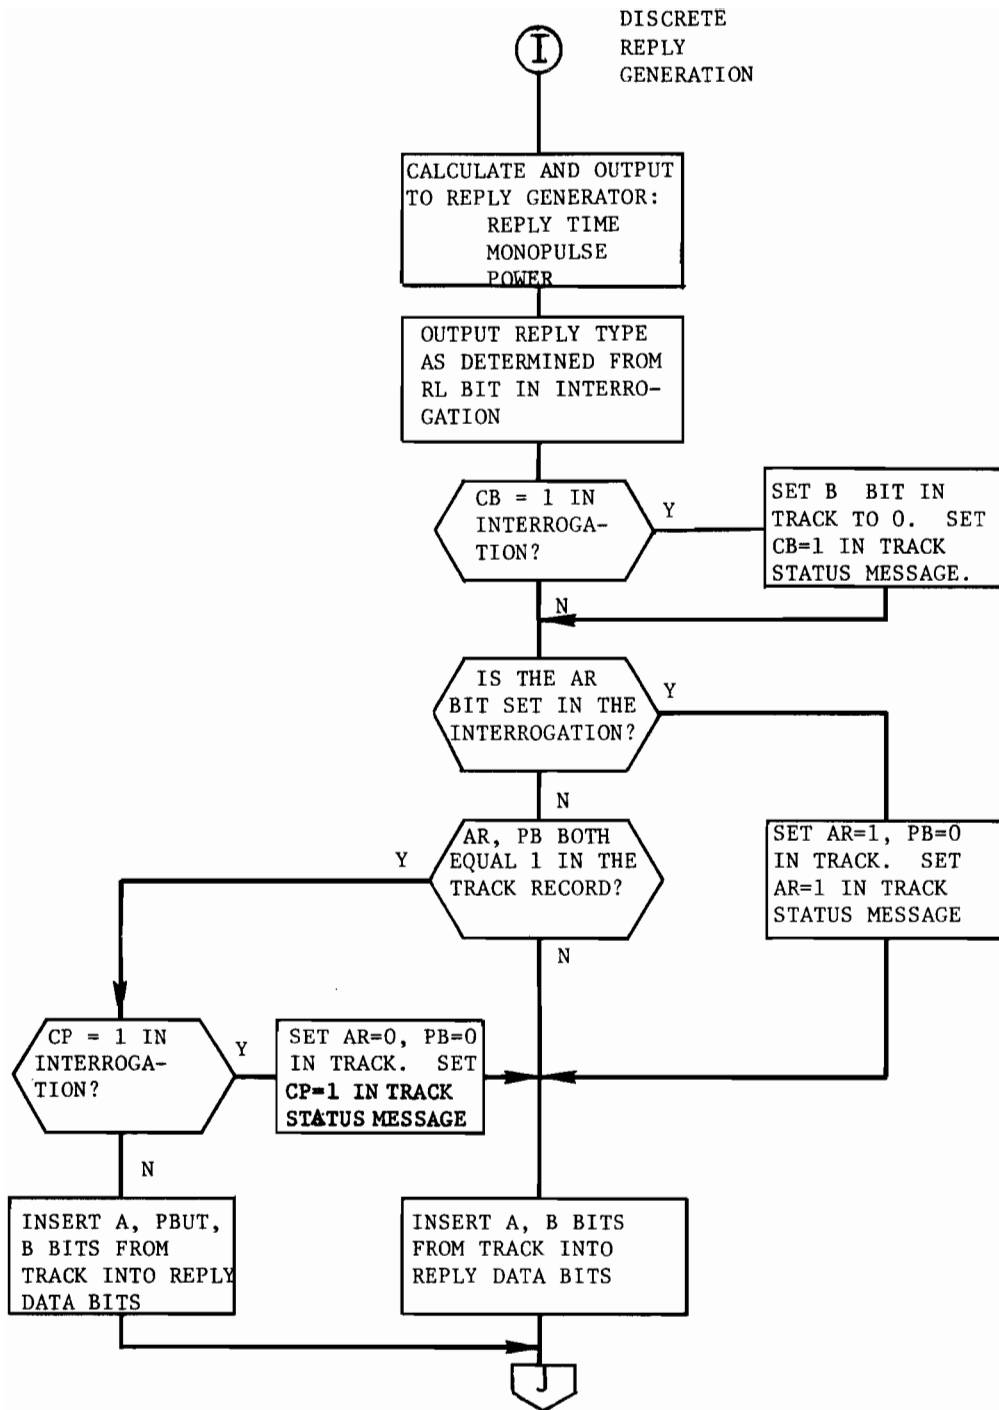 DISCRETE
REPLY
GENERATION
I
CALCULATE AND OUTPUT
TO REPLY GENERATOR:
REPLY TIME
MONOPULSE
POWER
OUTPUT REPLY TYPE
AS DETERMINED FROM
RL BIT IN INTERRO-
GATION
CB = 1 IN
INTERROGA-
TION?
Y
SET B BIT IN
TRACK TO 0. SET
CB=1 IN TRACK
STATUS MESSAGE.
N
IS THE AR
BIT SET IN THE
INTERROGATION?
Y
N
AR, PB BOTH
EQUAL 1 IN THE
TRACK RECORD?
Y
SET AR=1, PB=0
IN TRACK. SET
AR=1 IN TRACK
STATUS MESSAGE
N
CP = 1 IN
INTERROGA-
TION?
Y
SET AR=0, PB=0
IN TRACK. SET
CP=1 IN TRACK
STATUS MESSAGE
N
INSERT A, PBUT,
B BITS FROM
TRACK INTO REPLY
DATA BITS
INSERT A, B BITS
FROM TRACK INTO
REPLY DATA BITS
J